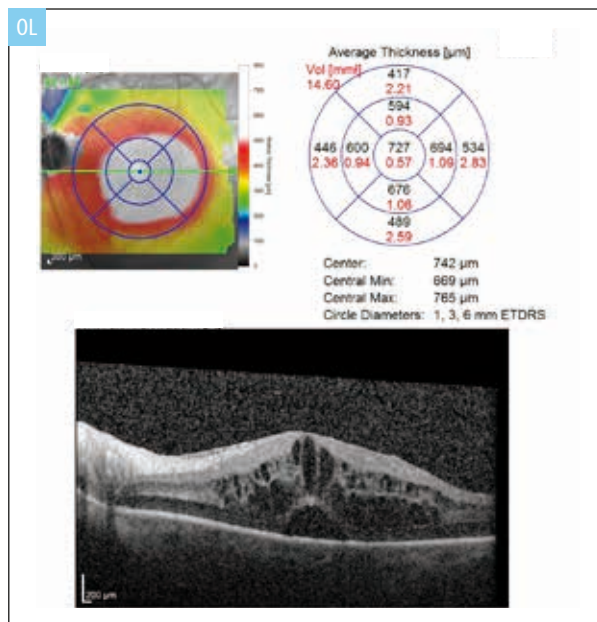 OL
Average Thickness [µm]
Vol [mm³]
14.60
417
2.21
594
0.93
446 600 727 694 534
2.36 0.94 0.57 1.09 2.83
676
1.06
489
2.59
Center: 742 µm
Central Min: 669 µm
Central Max: 765 µm
Circle Diameters: 1, 3, 6 mm ETDRS
200 µm
200 µm